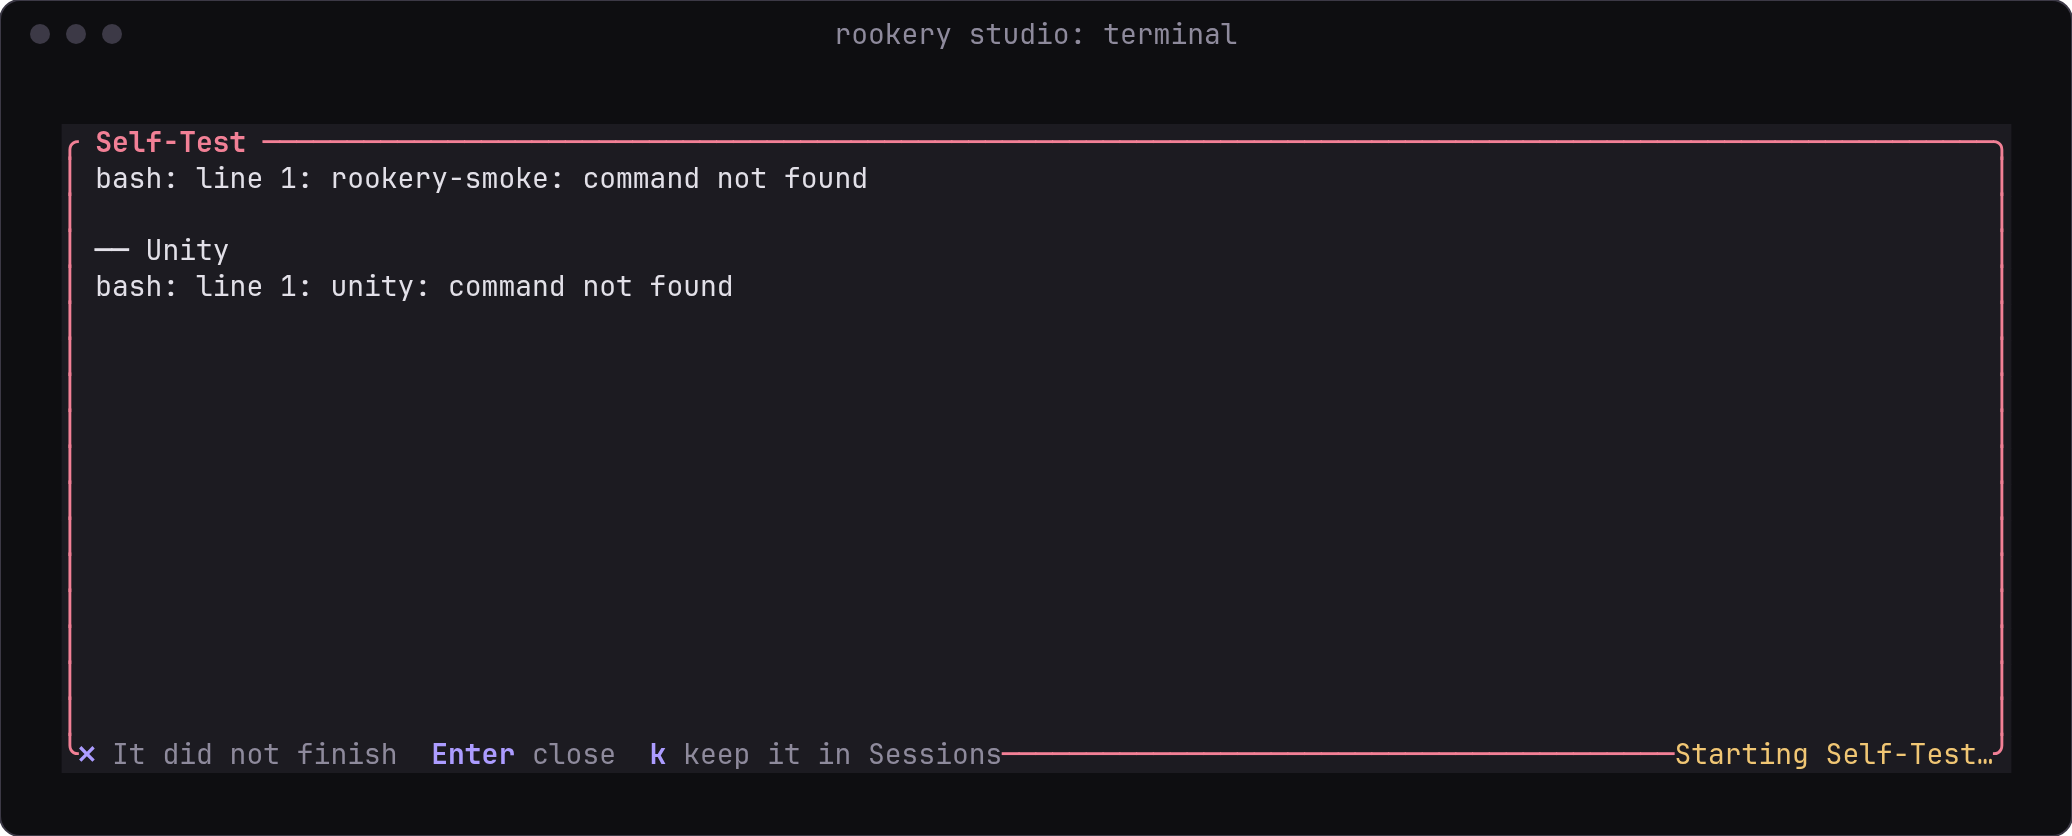 rookery studio: terminal
Self-Test
bash: line 1: rookery-smoke: command not found
── Unity
bash: line 1: unity: command not found
× It did not finish  Enter close  k keep it in Sessions
Starting Self-Test…